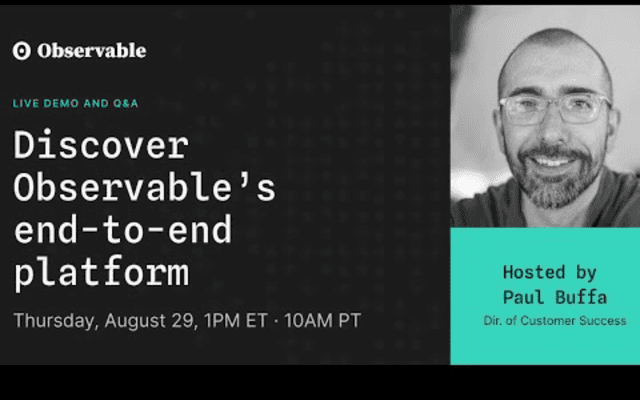 Observable
LIVE DEMO AND Q&A
Discover
Observable’s
end-to-end
platform
Thursday, August 29, 1PM ET · 10AM PT
Hosted by
Paul Buffa
Dir. of Customer Success